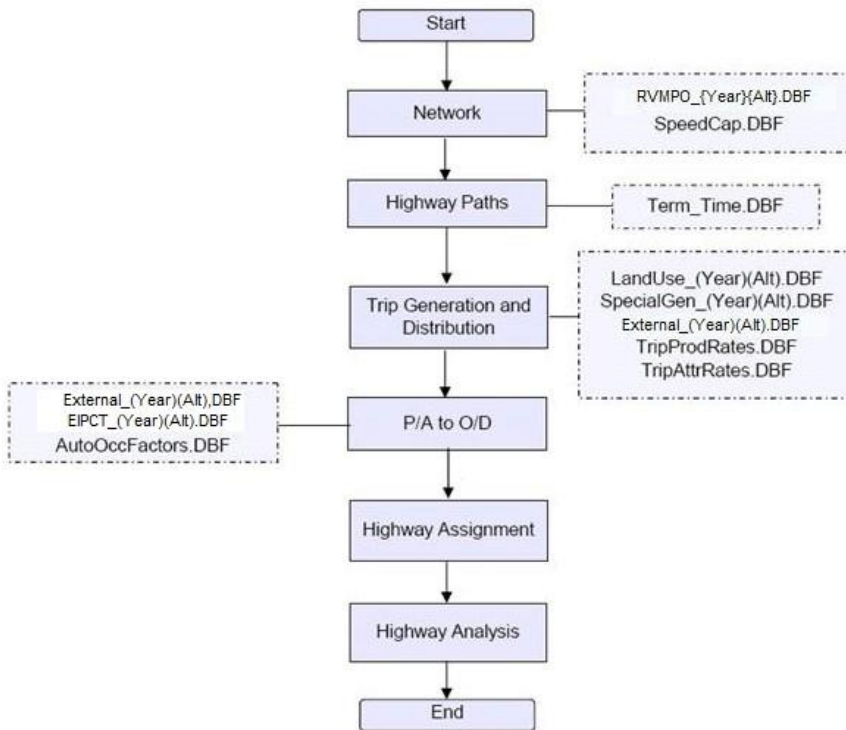 Start
Network
RVMPO_{Year}{Alt}.DBF
SpeedCap.DBF
Highway Paths
Term_Time.DBF
Trip Generation and
Distribution
LandUse_(Year)(Alt).DBF
SpecialGen_(Year)(Alt).DBF
External_(Year)(Alt).DBF
TripProdRates.DBF
TripAttrRates.DBF
External_(Year)(Alt),DBF
EIPCT_(Year)(Alt).DBF
AutoOccFactors.DBF
P/A to O/D
Highway Assignment
Highway Analysis
End